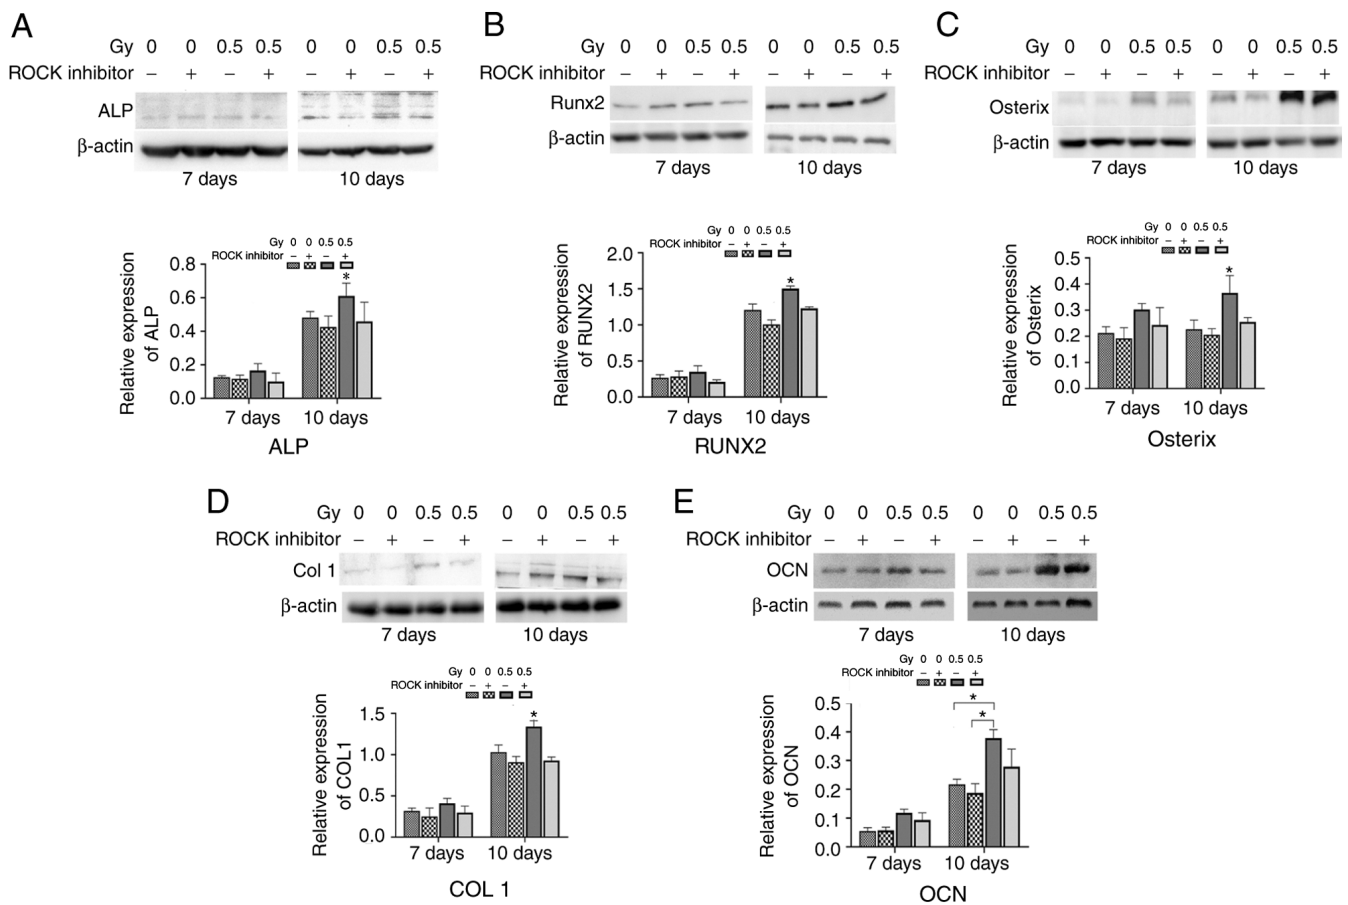 A
Gy 0 0 0.5 0.5 0 0 0.5 0.5
ROCK inhibitor – + – + – + – +
ALP
β-actin
7 days 10 days
Gy 0 0 0.5 0.5
ROCK inhibitor – + – +
Relative expression
of ALP
0.8
*
0.6
0.4
0.2
0.0
7 days 10 days
ALP
B
Gy 0 0 0.5 0.5 0 0 0.5 0.5
ROCK inhibitor – + – + – + – +
Runx2
β-actin
7 days 10 days
Gy 0 0 0.5 0.5
ROCK inhibitor – + – +
Relative expression
of RUNX2
2.0
*
1.5
1.0
0.5
0.0
7 days 10 days
RUNX2
C
Gy 0 0 0.5 0.5 0 0 0.5 0.5
ROCK inhibitor – + – + – + – +
Osterix
β-actin
7 days 10 days
Gy 0 0 0.5 0.5
ROCK inhibitor – + – +
Relative expression
of Osterix
0.5
*
0.4
0.3
0.2
0.1
0.0
7 days 10 days
Osterix
D
Gy 0 0 0.5 0.5 0 0 0.5 0.5
ROCK inhibitor – + – + – + – +
Col 1
β-actin
7 days 10 days
Gy 0 0 0.5 0.5
ROCK inhibitor – + – +
Relative expression
of COL1
1.5
*
1.0
0.5
0.0
7 days 10 days
COL 1
E
Gy 0 0 0.5 0.5 0 0 0.5 0.5
ROCK inhibitor – + – + – + – +
OCN
β-actin
7 days 10 days
Gy 0 0 0.5 0.5
ROCK inhibitor – + – +
Relative expression
of OCN
0.5
*
*
0.4
0.3
0.2
0.1
0.0
7 days 10 days
OCN